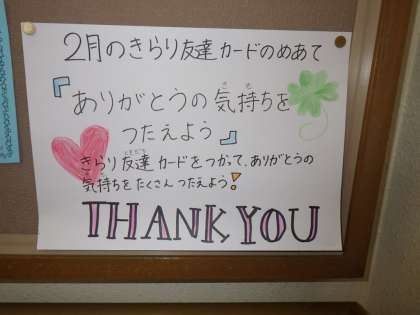 2月のきらり友達カードのめあて
『ありがとうの気持ちを
つたえよう』
きらり友達カードをつかって、ありがとうの
気持ちをたくさんつたえよう!
THANK YOU